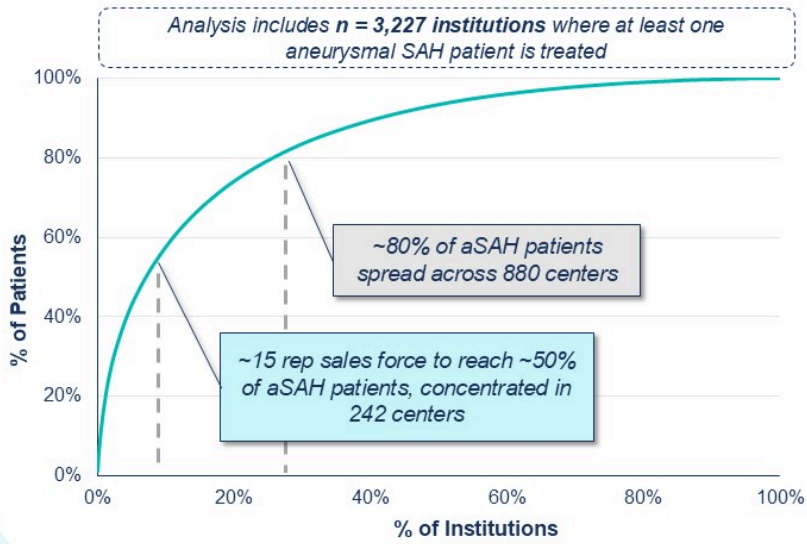 Analysis includes n = 3,227 institutions where at least one
aneurysmal SAH patient is treated
100%
80%
60%
40%
20%
0%
% of Patients
~80% of aSAH patients
spread across 880 centers
~15 rep sales force to reach ~50%
of aSAH patients, concentrated in
242 centers
0%
20%
40%
60%
80%
100%
% of Institutions